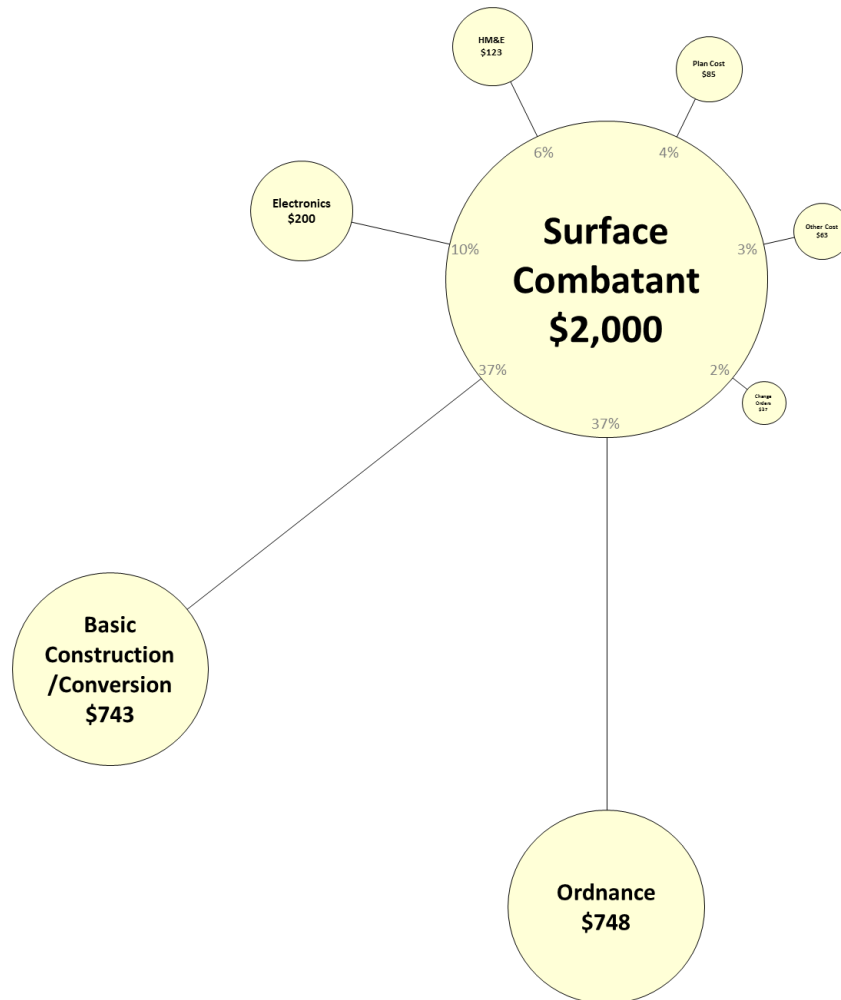 HM&E
$123
Plan Cost
$85
6%
4%
Electronics
$200
Surface
Combatant
$2,000
Other Cost
$63
10%
3%
37%
2%
Change
Orders
$37
37%
Basic
Construction
/Conversion
$743
Ordnance
$748